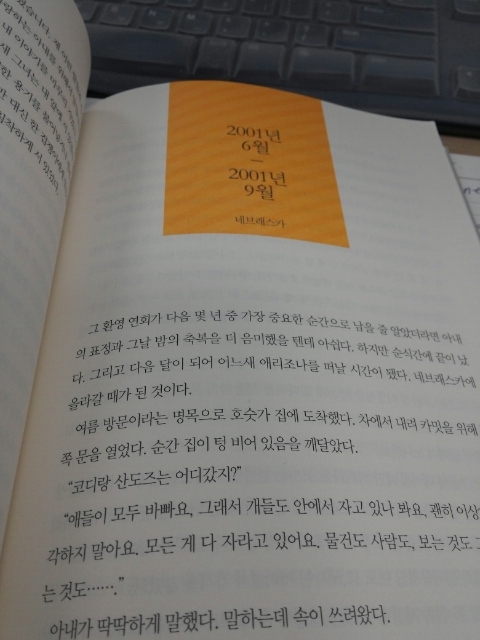 2001년
6월
—
2001년
9월
네브래스카
그 환영 연회가 다음 몇 년 중 가장 중요한 순간으로 남을 줄 알았더라면 아내
의 표정과 그날 밤의 축복을 더 음미했을 텐데 아쉽다. 하지만 순식간에 끝이 났
다. 그리고 다음 달이 되어 어느새 애리조나를 떠날 시간이 됐다. 네브래스카에
올라갈 때가 된 것이다.
여름 방문이라는 명목으로 호숫가 집에 도착했다. 차에서 내려 카밋을 위해
쪽 문을 열었다. 순간 집이 텅 비어 있음을 깨달았다.
“코디랑 산도즈는 어디갔지?”
“애들이 모두 바빠요, 그래서 개들도 안에서 자고 있나 봐요, 괜히 이상
각하지 말아요. 모든 게 다 자라고 있어요. 물건도 사람도, 보는 것도
는 것도…….”
아내가 딱딱하게 말했다. 말하는데 속이 쓰려왔다.